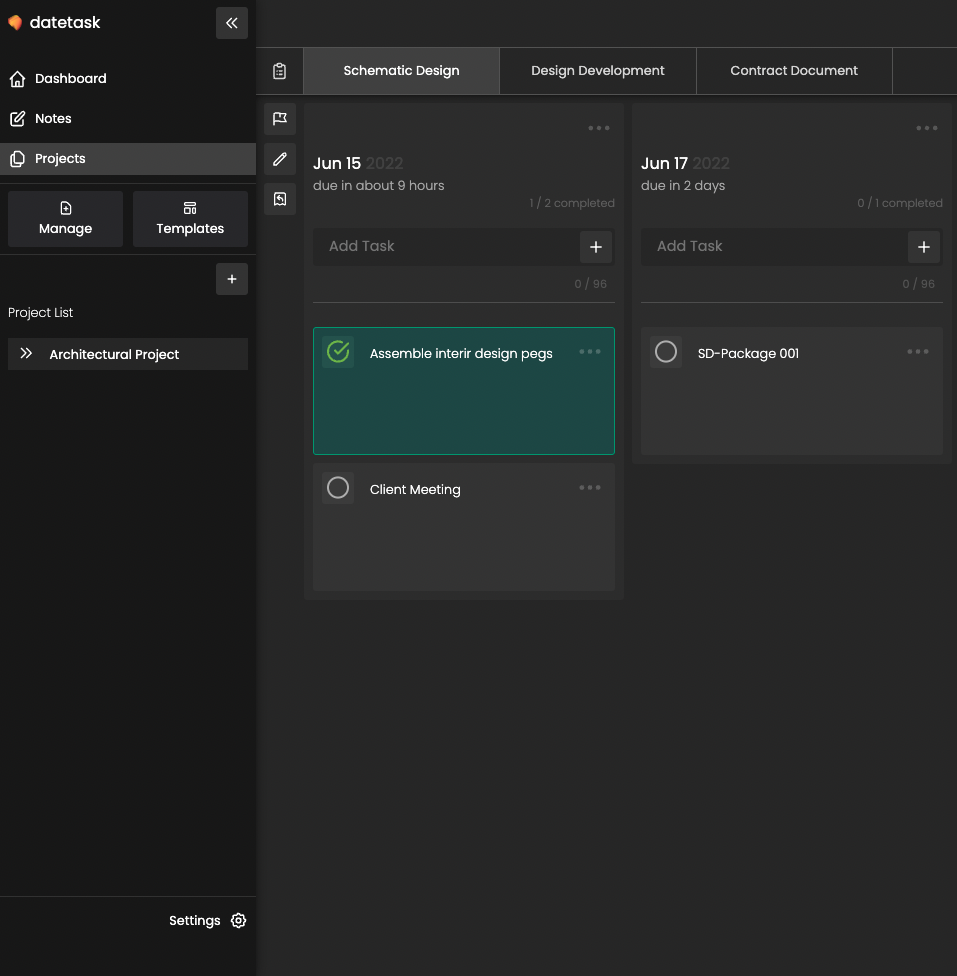 datetask
Dashboard
Notes
Projects
Manage
Templates
Project List
Architectural Project
Settings
Schematic Design
Design Development
Contract Document
Jun 15 2022
due in about 9 hours
1 / 2 completed
Add Task
0 / 96
Assemble interir design pegs
Client Meeting
Jun 17 2022
due in 2 days
0 / 1 completed
Add Task
0 / 96
SD-Package 001